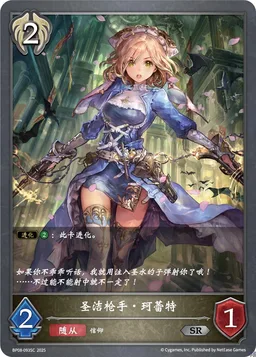 2
进化 2：此卡进化。
如果你不乖乖听话，我就用注入圣水的子弹射你了哦！
……不过能不能射中就不一定了！
圣洁枪手·珂蕾特
2
随从 信仰
SR
1
BP08-093SC 2025
© Cygames, Inc. Published by NetEase Games